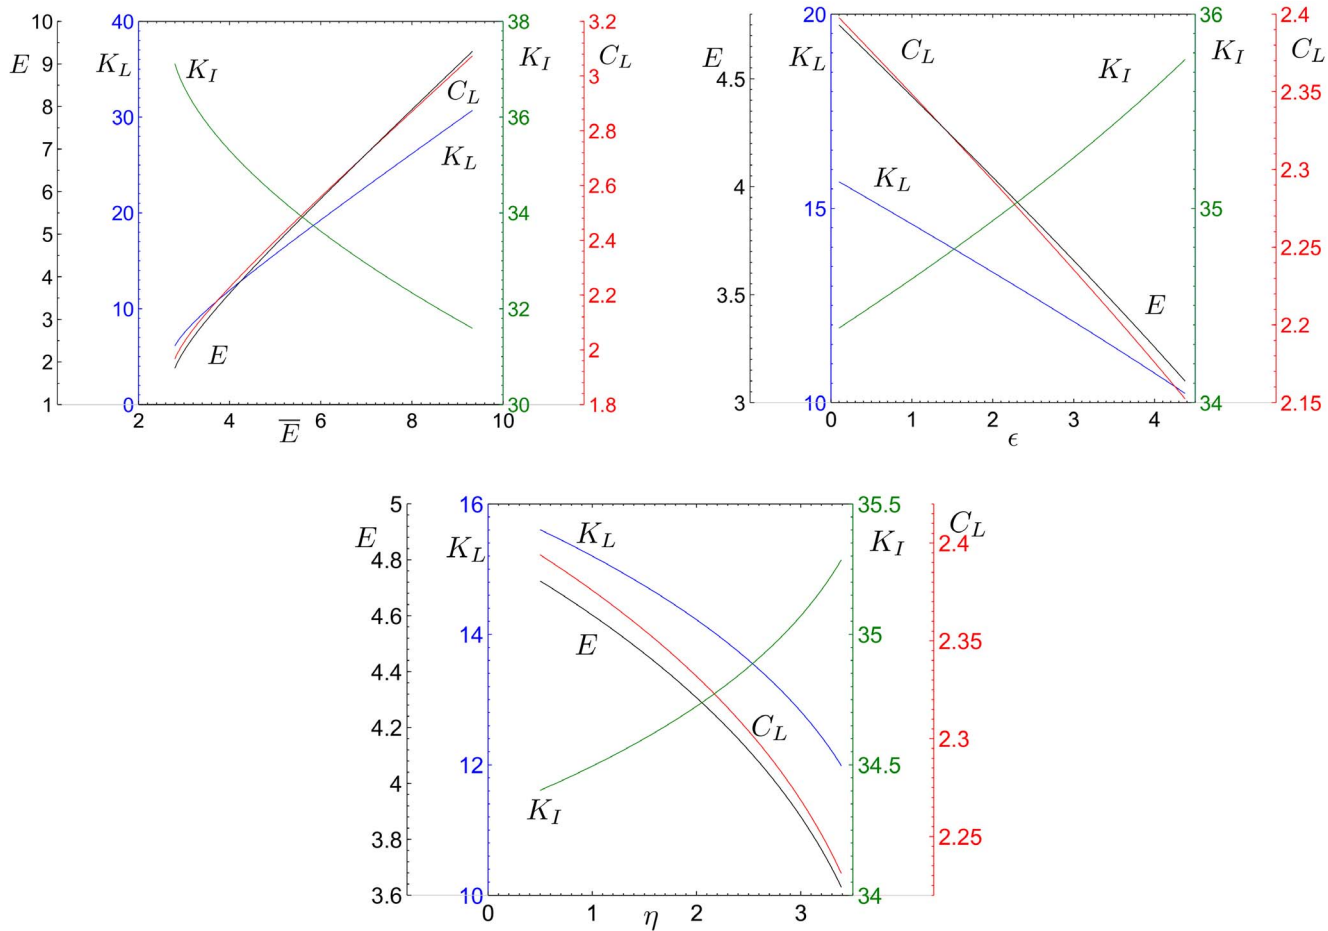 10 40 38 3.2
E 9 K_L K_I K_I C_L 3
8 30 C_L 36 2.8
7 K_L
6 2.6
5 20 34
4 2.4
3 10 32 2.2
2 E 2
1 0 30 1.8
2 4 6 8 10
\overline{E}
20 36 2.4
E 4.5 K_L C_L K_I K_I C_L
2.35
4 K_L 2.3
15 35
2.25
3.5 E 2.2
3 10 34 2.15
0 1 2 3 4
ϵ
5 16 35.5
E K_L K_L K_I C_L 2.4
4.8
4.6 E 14 35 2.35
4.4
4.2 C_L 2.3
4 12 K_I 34.5
3.8 2.25
3.6 10 34
0 1 2 3
η